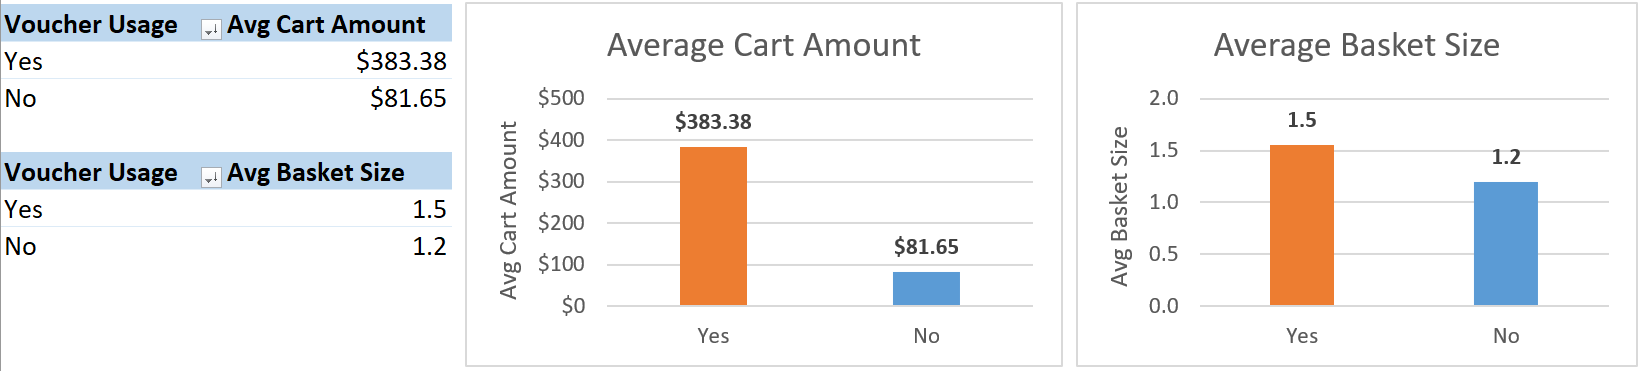 Voucher Usage Avg Cart Amount
Yes $383.38
No $81.65
Voucher Usage Avg Basket Size
Yes 1.5
No 1.2
Average Cart Amount
Avg Cart Amount
$500
$400
$300
$200
$100
$0
$383.38
$81.65
Yes No
Average Basket Size
Avg Basket Size
2.0
1.5
1.0
0.5
0.0
1.5
1.2
Yes No